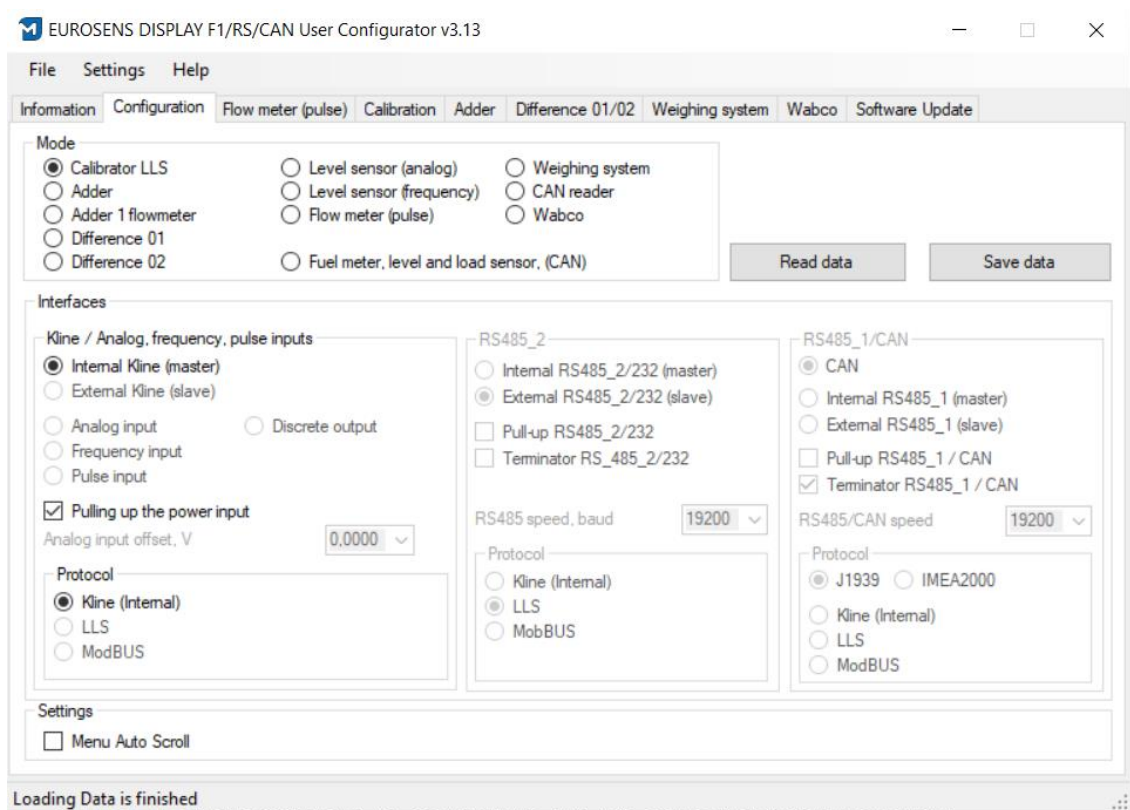 EUROSENS DISPLAY F1/RS/CAN User Configurator v3.13
File Settings Help
Information Configuration Flow meter (pulse) Calibration Adder Difference 01/02 Weighing system Wabco Software Update
Mode
Calibrator LLS Level sensor (analog) Weighing system
Adder Level sensor (frequency) CAN reader
Adder 1 flowmeter Flow meter (pulse) Wabco
Difference 01
Difference 02 Fuel meter, level and load sensor, (CAN)
Read data Save data
Interfaces
Kline / Analog, frequency, pulse inputs
Internal Kline (master)
External Kline (slave)
Analog input Discrete output
Frequency input
Pulse input
Pulling up the power input
Analog input offset, V 0,0000
Protocol
Kline (Internal)
LLS
ModBUS
RS485_2
Internal RS485_2/232 (master)
External RS485_2/232 (slave)
Pull-up RS485_2/232
Terminator RS_485_2/232
RS485 speed, baud 19200
Protocol
Kline (Internal)
LLS
MobBUS
RS485_1/CAN
CAN
Internal RS485_1 (master)
External RS485_1 (slave)
Pull-up RS485_1 / CAN
Terminator RS485_1 / CAN
RS485/CAN speed 19200
Protocol
J1939 IMEA2000
Kline (Internal)
LLS
ModBUS
Settings
Menu Auto Scroll
Loading Data is finished